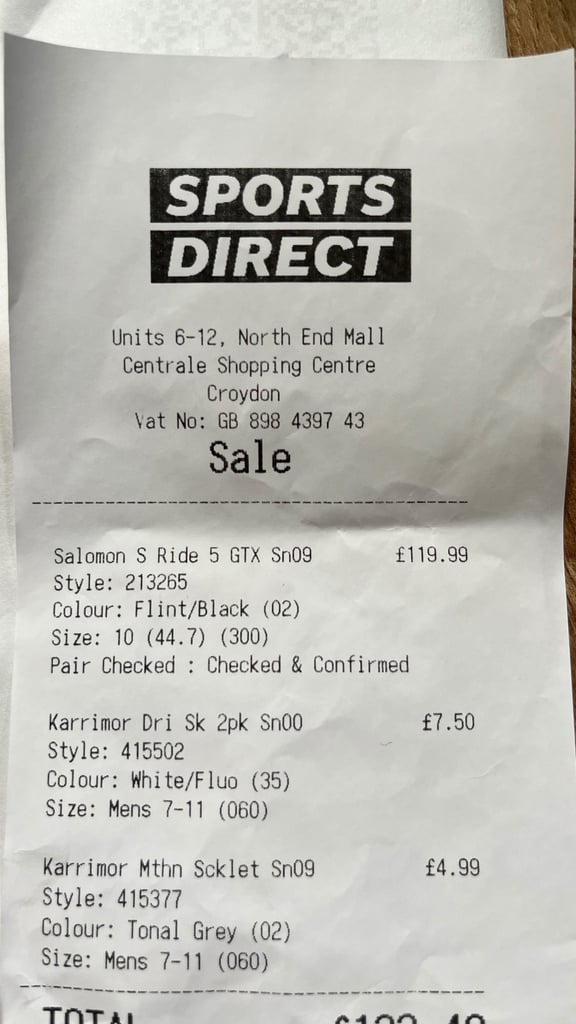 SPORTS
DIRECT
Units 6-12, North End Mall
Centrale Shopping Centre
Croydon
Vat No: GB 898 4397 43
Sale
Salomon S Ride 5 GTX Sn09 £119.99
Style: 213265
Colour: Flint/Black (02)
Size: 10 (44.7) (300)
Pair Checked : Checked & Confirmed
Karrimor Dri Sk 2pk Sn00 £7.50
Style: 415502
Colour: White/Fluo (35)
Size: Mens 7-11 (060)
Karrimor Mthn Scklet Sn09 £4.99
Style: 415377
Colour: Tonal Grey (02)
Size: Mens 7-11 (060)
TOTAL